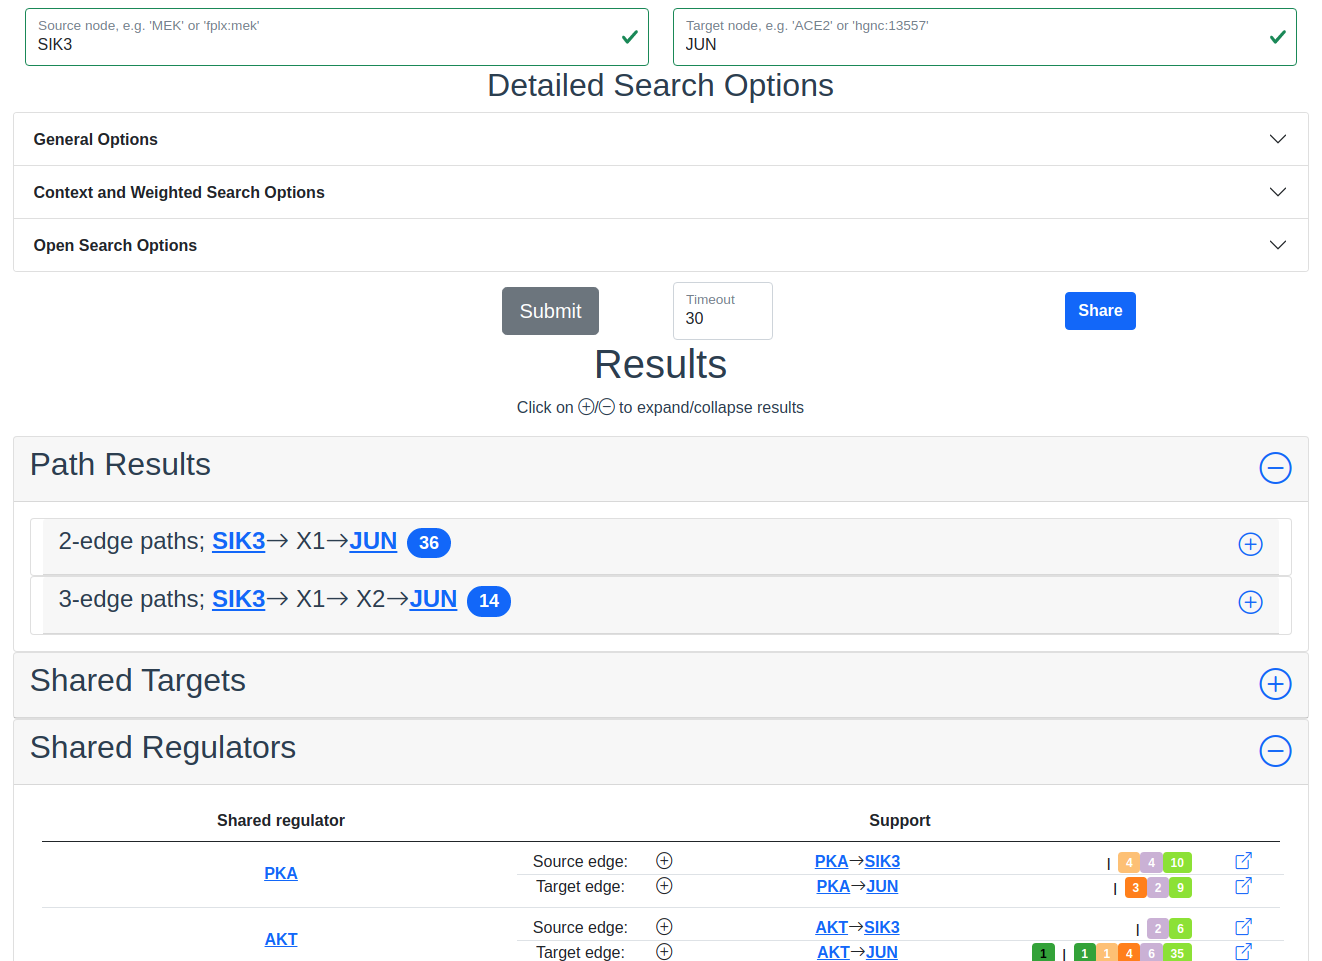 Source node, e.g. 'MEK' or 'fplx:mek'
SIK3
Target node, e.g. 'ACE2' or 'hgnc:13557'
JUN
Detailed Search Options
General Options
Context and Weighted Search Options
Open Search Options
Submit
Timeout
30
Share
Results
Click on ⊕/⊖ to expand/collapse results
Path Results
2-edge paths; SIK3→ X1→JUN 36
3-edge paths; SIK3→ X1→ X2→JUN 14
Shared Targets
Shared Regulators
Shared regulator Support
PKA
Source edge: PKA→SIK3 | 4 4 10
Target edge: PKA→JUN | 3 2 9
AKT
Source edge: AKT→SIK3 | 2 6
Target edge: AKT→JUN 1 | 1 1 4 6 35